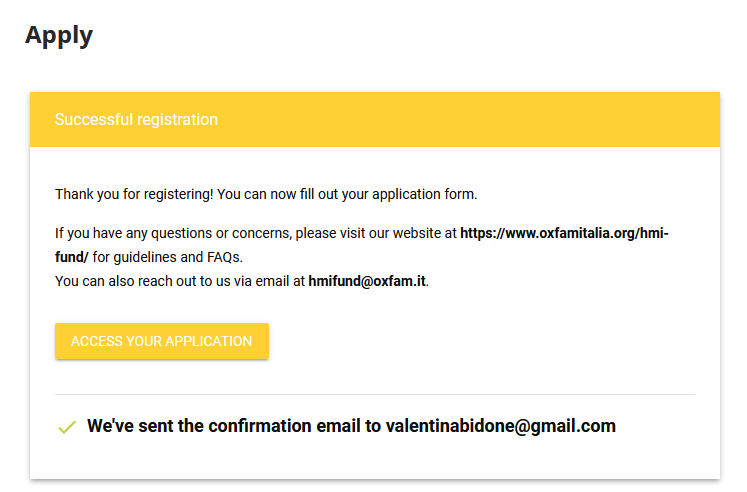 Apply
Successful registration
Thank you for registering! You can now fill out your application form.
If you have any questions or concerns, please visit our website at https://www.oxfamitalia.org/hmi-
fund/ for guidelines and FAQs.
You can also reach out to us via email at hmifund@oxfam.it.
ACCESS YOUR APPLICATION
We've sent the confirmation email to valentinabidone@gmail.com